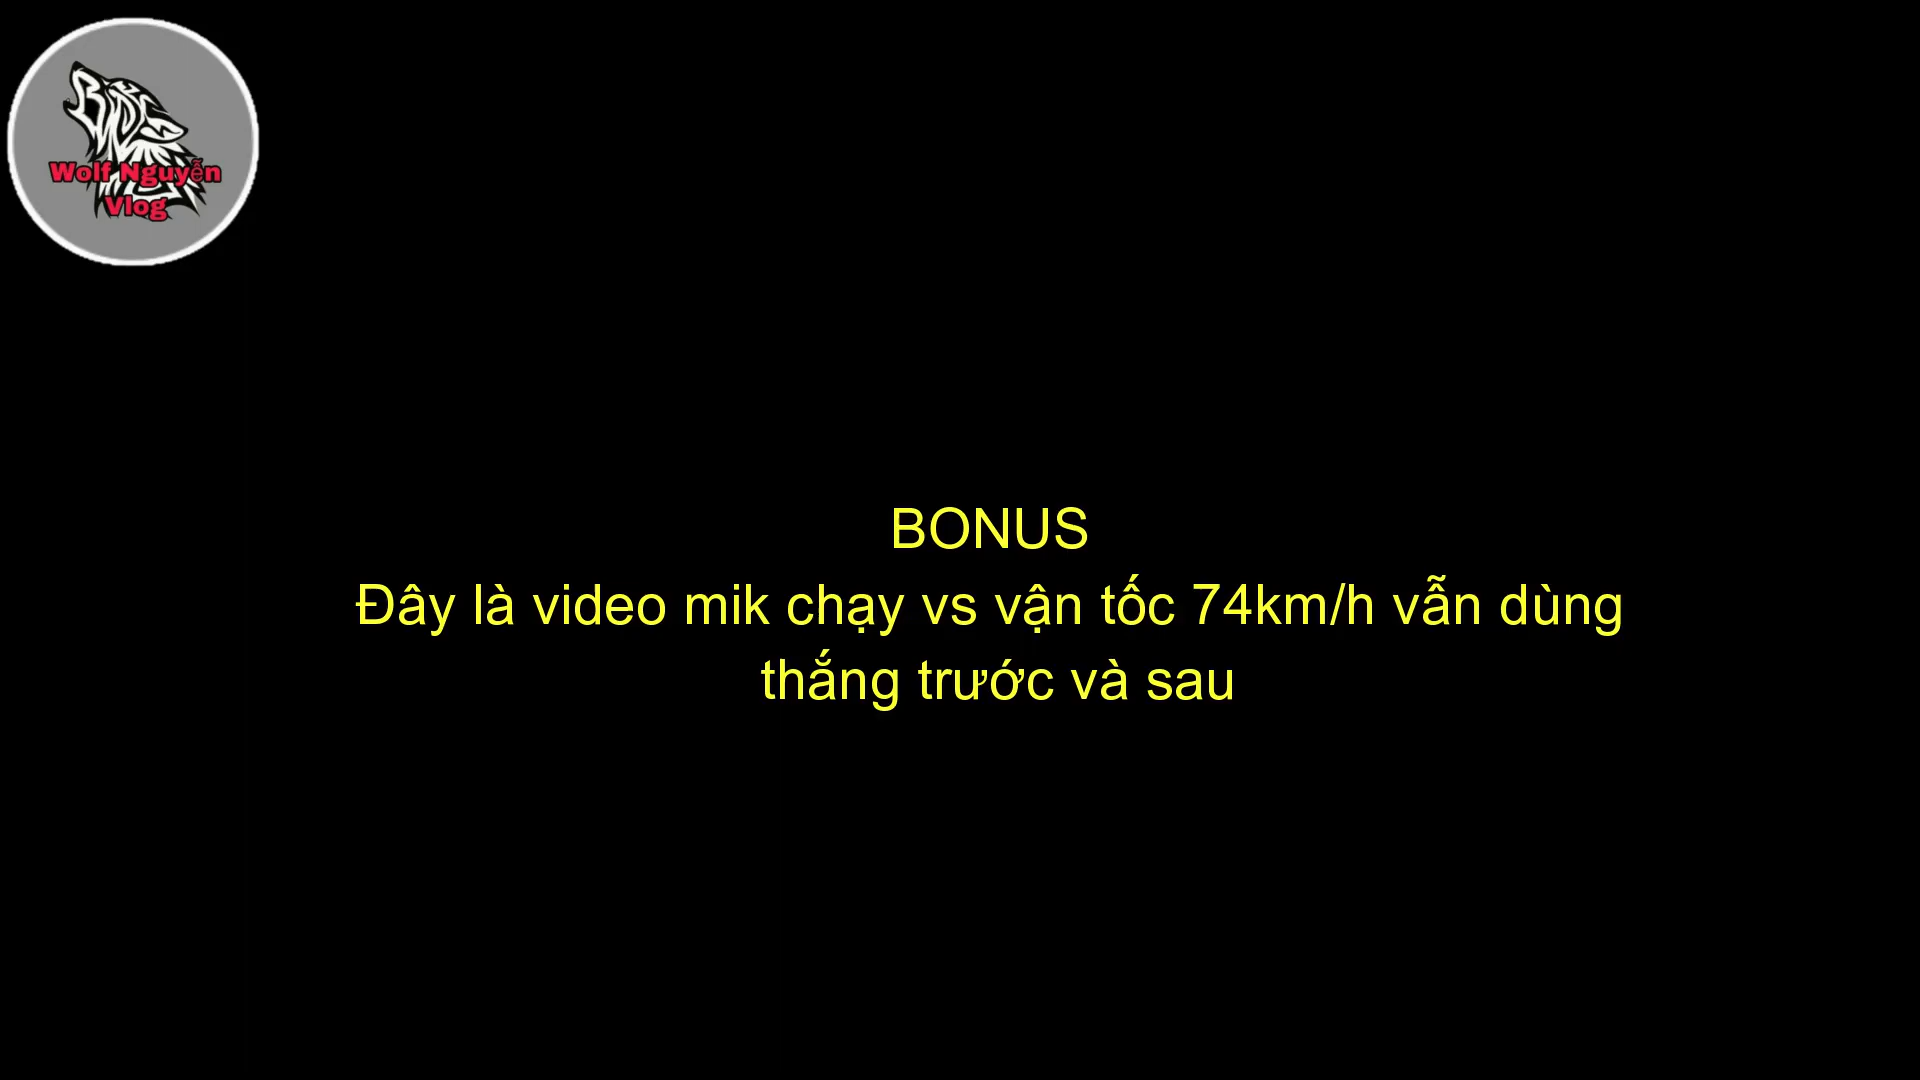 Wolf Nguyễn
Vlog
BONUS
Đây là video mik chạy vs vận tốc 74km/h vẫn dùng
thắng trước và sau